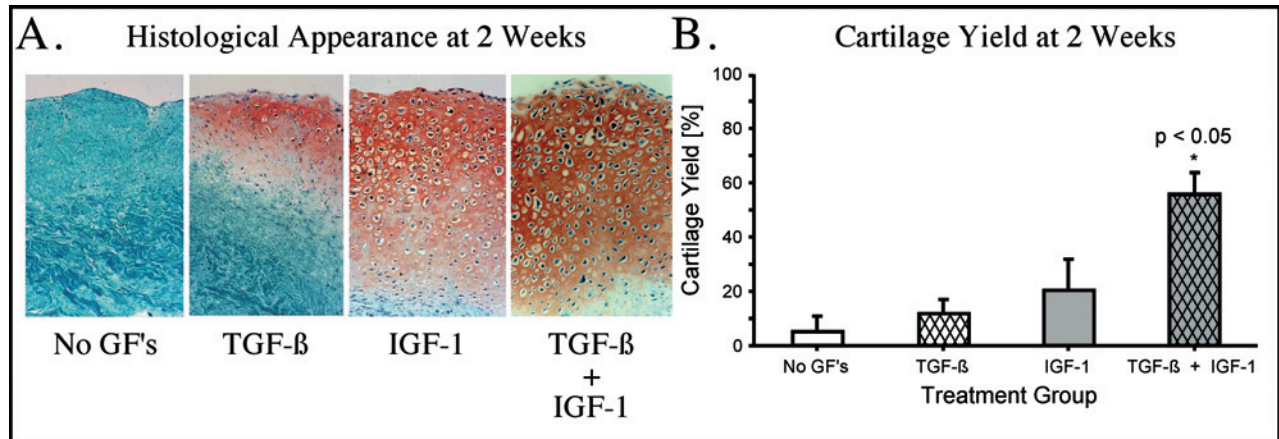 A. Histological Appearance at 2 Weeks
No GF's
TGF-ß
IGF-1
TGF-ß
+
IGF-1
B. Cartilage Yield at 2 Weeks
Cartilage Yield [%]
100
80
60
40
20
0
p < 0.05
*
No GF's
TGF-ß
IGF-1
TGF-ß + IGF-1
Treatment Group